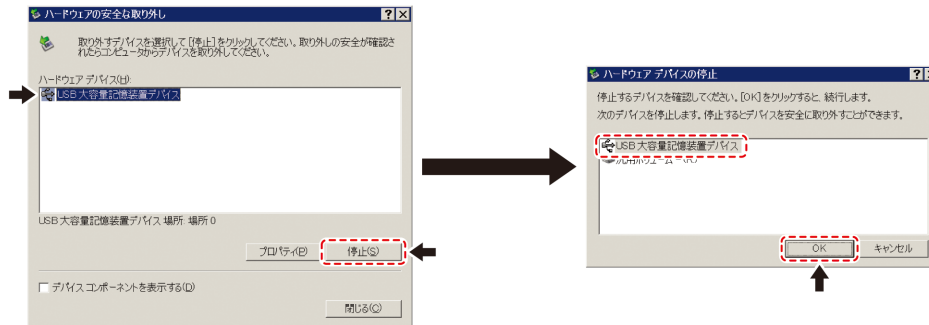 ハードウェアの安全な取り外し
取り外すデバイスを選択して [停止] をクリックしてください。取り外しの安全が確認さ
れたらコンピュータからデバイスを取り外してください。
ハードウェア デバイス(H):
USB 大容量記憶装置デバイス
USB 大容量記憶装置デバイス 場所 場所 0
プロパティ(P)
停止(S)
デバイス コンポーネントを表示する(D)
閉じる(C)
ハードウェア デバイスの停止
停止するデバイスを確認してください。[OK] をクリックすると、続行します。
次のデバイスを停止します。停止するとデバイスを安全に取り外すことができます。
USB 大容量記憶装置デバイス
OK
キャンセル